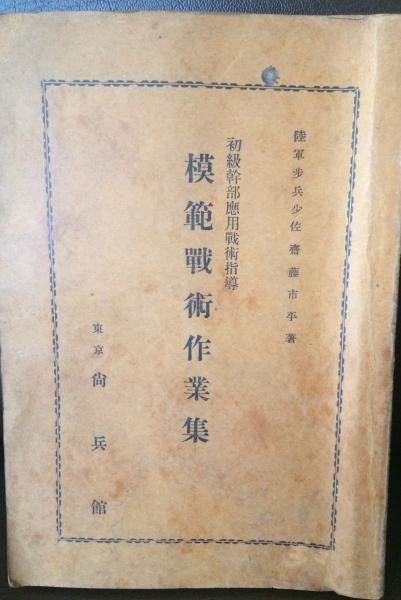 陸軍步兵少佐 齋藤市平著
初級幹部應用戰術指導
模範戰術作業集
東京 尙兵館